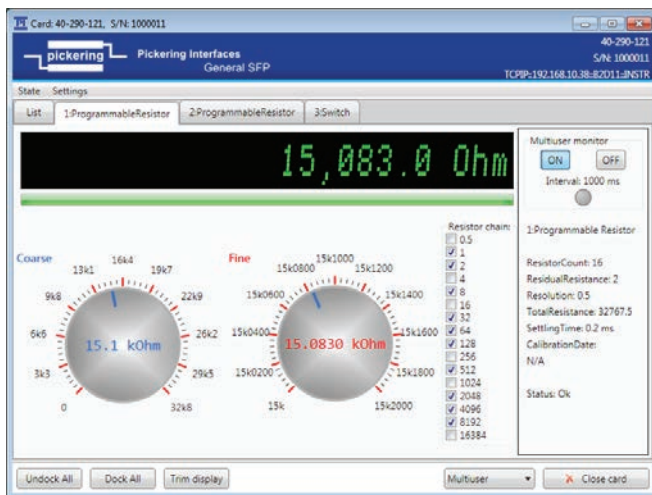 Card: 40-290-121, S/N: 1000011
pickering
Pickering Interfaces
General SFP
40-290-121
S/N: 1000011
TCPIP::192.168.10.38::B2D11::INSTR
State Settings
List 1:ProgrammableResistor 2:ProgrammableResistor 3:Switch
15,083.0 Ohm
Coarse
0
3k3
6k6
9k8
13k1
16k4
19k7
22k9
26k2
29k5
32k8
15.1 kOhm
Fine
15k
15k0200
15k0400
15k0600
15k0800
15k1000
15k1200
15k1400
15k1600
15k1800
15k2000
15.0830 kOhm
Resistor chain:
0.5
1
2
4
8
16
32
64
128
256
512
1024
2048
4096
8192
16384
Multiuser monitor
ON OFF
Interval: 1000 ms
1:Programmable Resistor
ResistorCount: 16
ResidualResistance: 2
Resolution: 0.5
TotalResistance: 32767.5
SettlingTime: 0.2 ms
CalibrationDate:
N/A
Status: Ok
Undock All Dock All Trim display Multiuser Close card